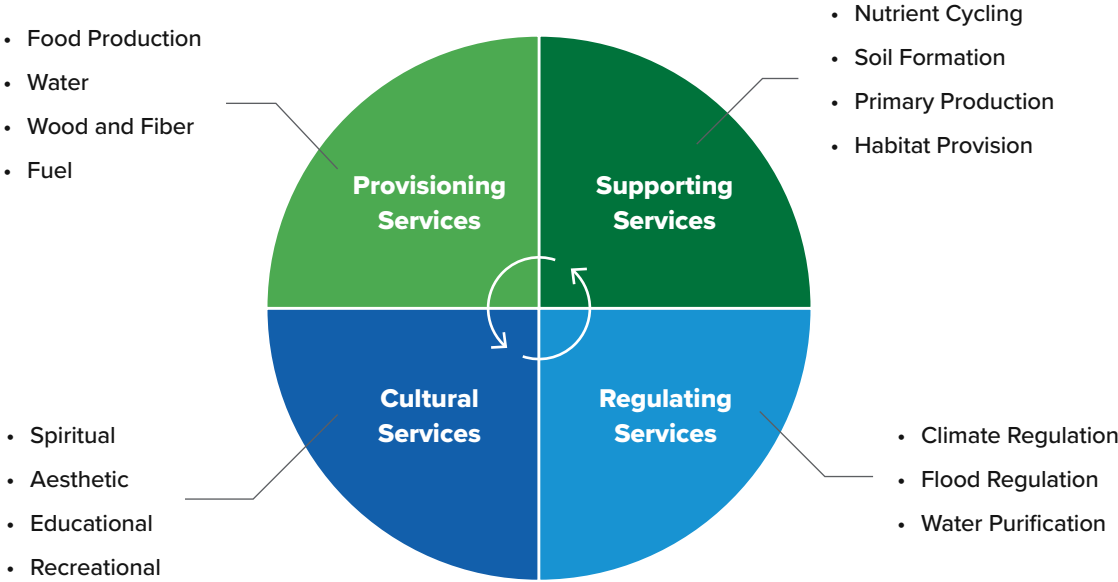 • Food Production
• Water
• Wood and Fiber
• Fuel
• Nutrient Cycling
• Soil Formation
• Primary Production
• Habitat Provision
Provisioning
Services
Supporting
Services
Cultural
Services
Regulating
Services
• Spiritual
• Aesthetic
• Educational
• Recreational
• Climate Regulation
• Flood Regulation
• Water Purification